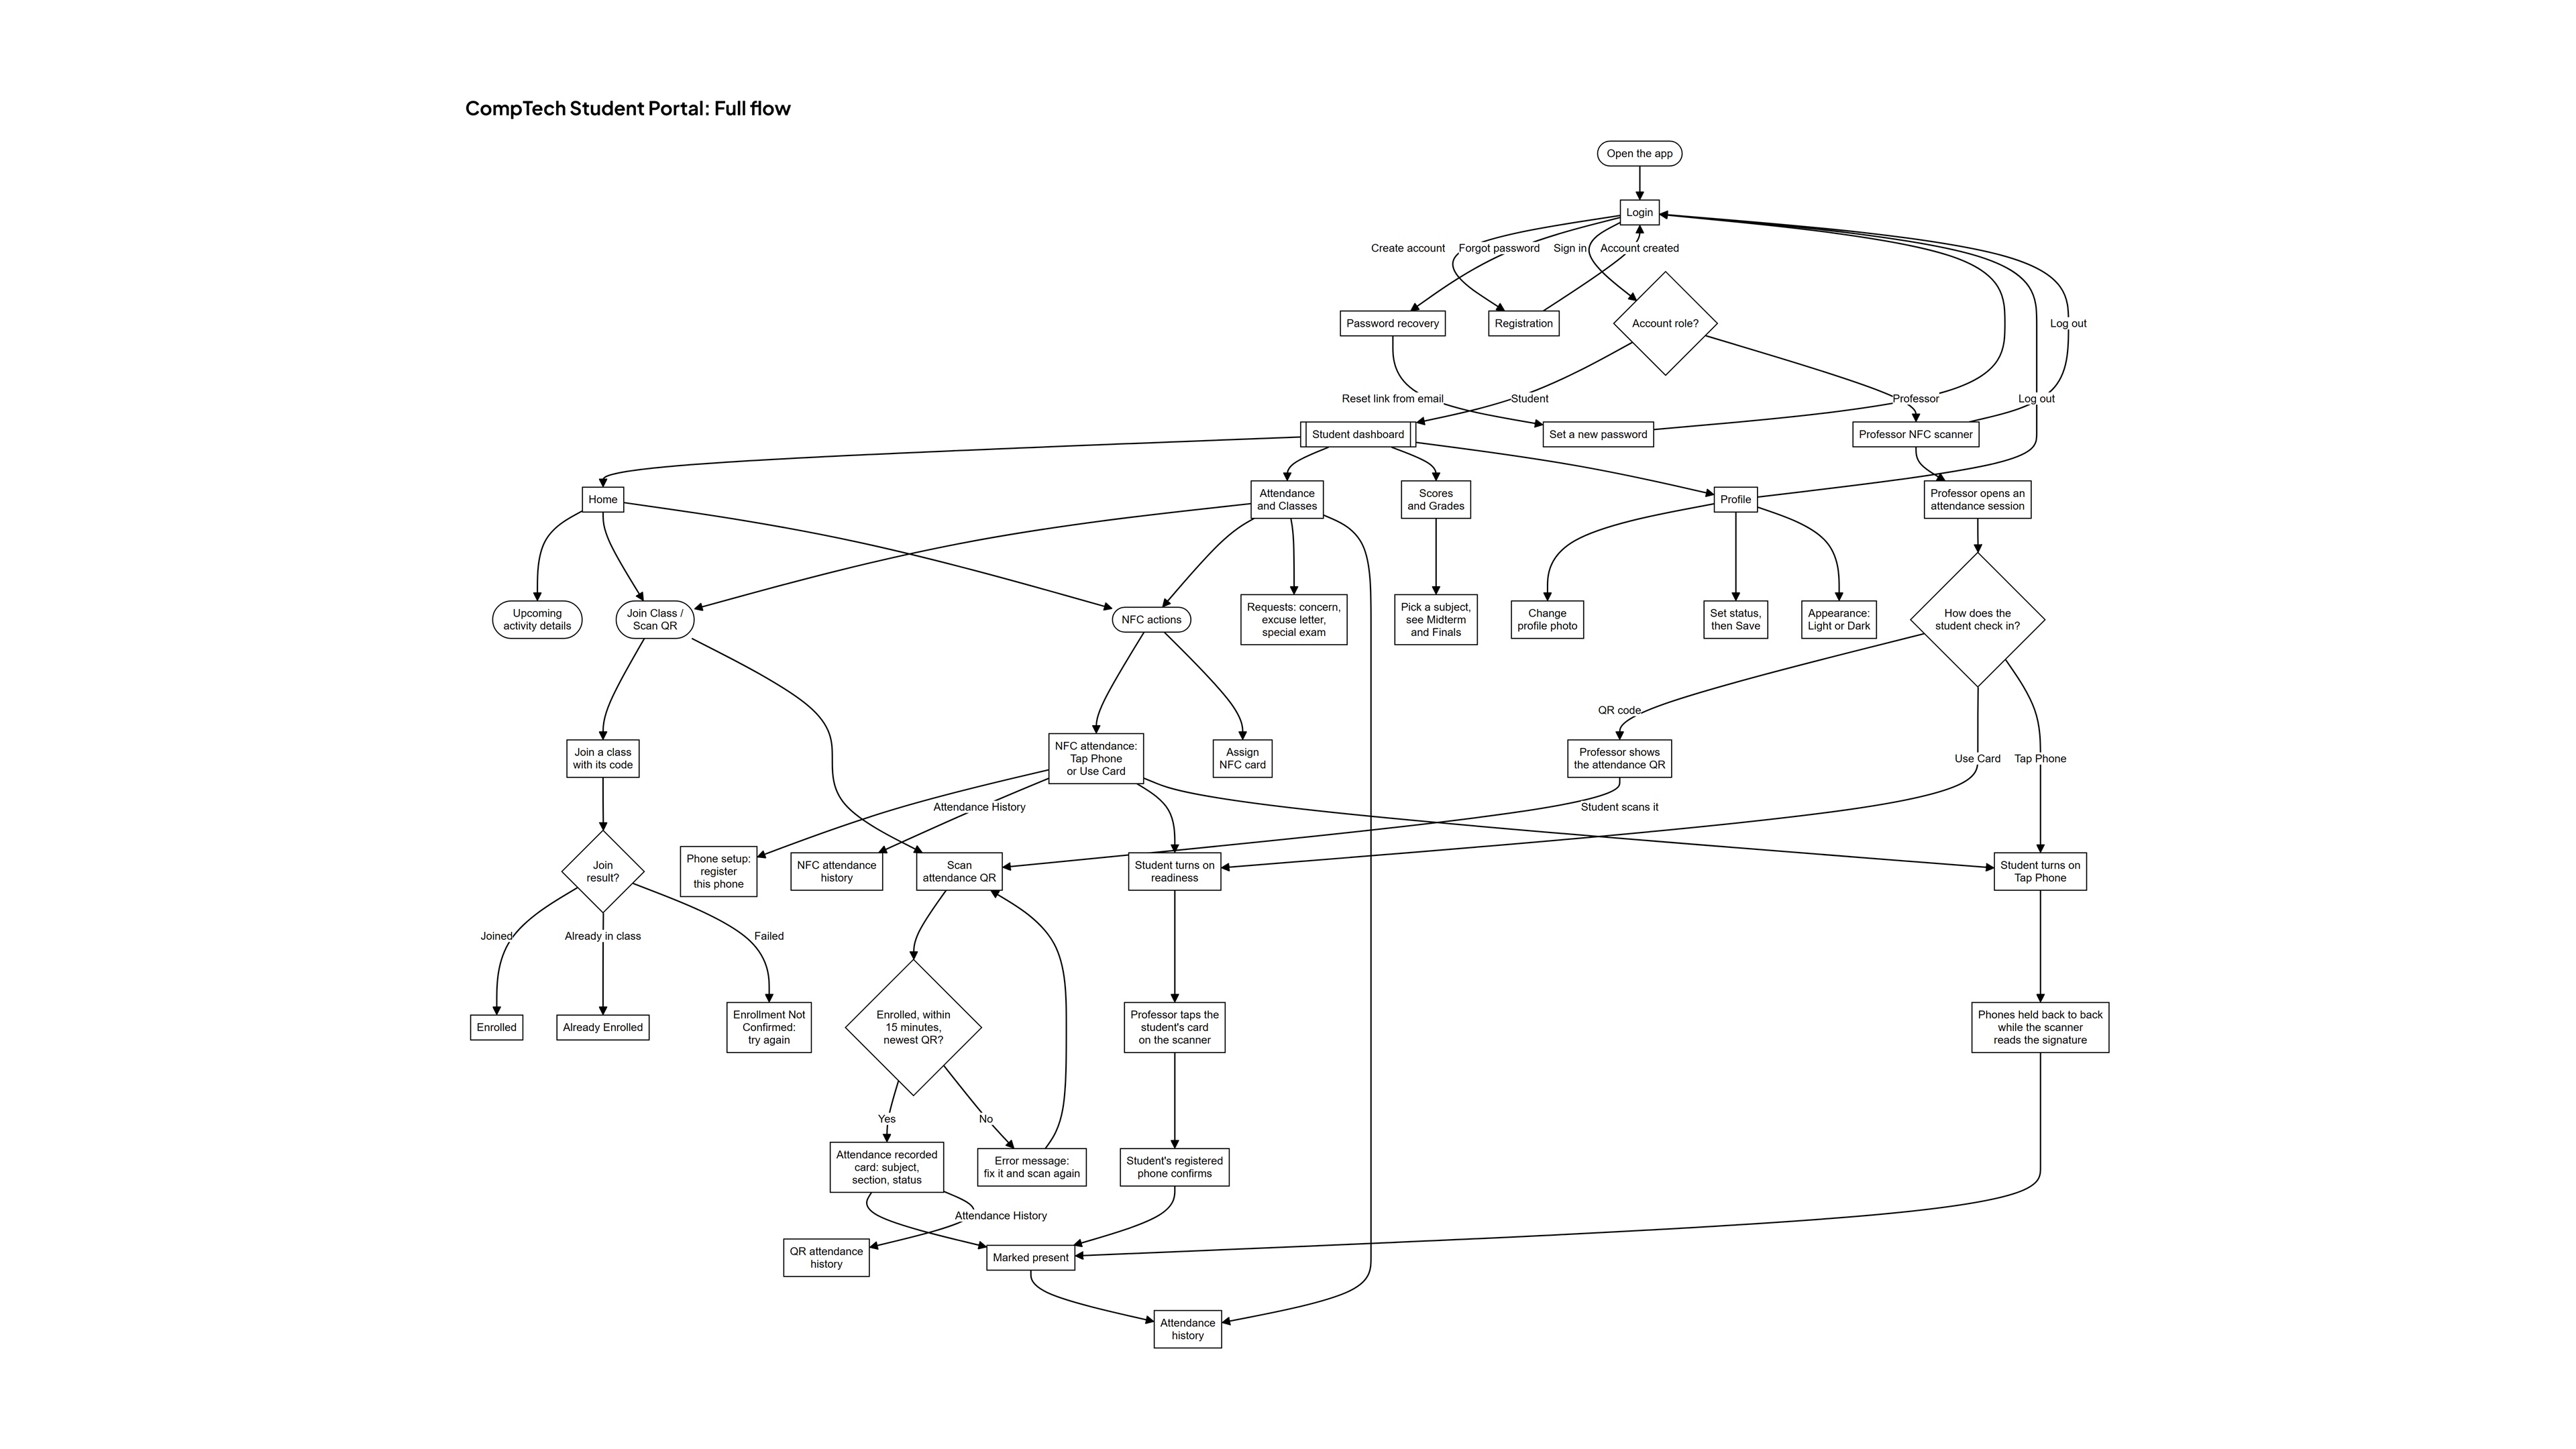 CompTech Student Portal: Full flow
Open the app
Login
Create account
Forgot password
Sign in
Account created
Password recovery
Registration
Account role?
Log out
Reset link from email
Student
Professor
Log out
Student dashboard
Set a new password
Professor NFC scanner
Home
Attendance
and Classes
Scores
and Grades
Profile
Professor opens an
attendance session
Upcoming
activity details
Join Class /
Scan QR
NFC actions
Requests: concern,
excuse letter,
special exam
Pick a subject,
see Midterm
and Finals
Change
profile photo
Set status,
then Save
Appearance:
Light or Dark
How does the
student check in?
QR code
Join a class
with its code
NFC attendance:
Tap Phone
or Use Card
Assign
NFC card
Professor shows
the attendance QR
Use Card
Tap Phone
Attendance History
Student scans it
Join
result?
Phone setup:
register
this phone
NFC attendance
history
Scan
attendance QR
Student turns on
readiness
Student turns on
Tap Phone
Joined
Already in class
Failed
Enrolled
Already Enrolled
Enrollment Not
Confirmed:
try again
Enrolled, within
15 minutes,
newest QR?
Professor taps the
student's card
on the scanner
Phones held back to back
while the scanner
reads the signature
Yes
No
Attendance recorded
card: subject,
section, status
Error message:
fix it and scan again
Student's registered
phone confirms
Attendance History
QR attendance
history
Marked present
Attendance
history